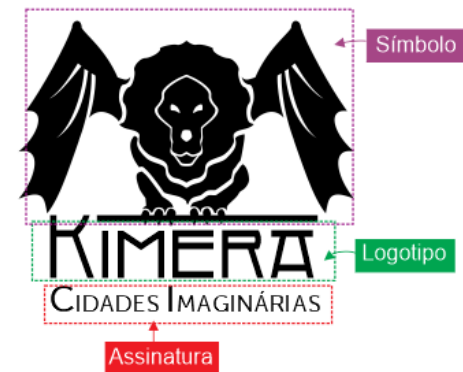 Símbolo
KIMERA
Logotipo
CIDADES IMAGINÁRIAS
Assinatura